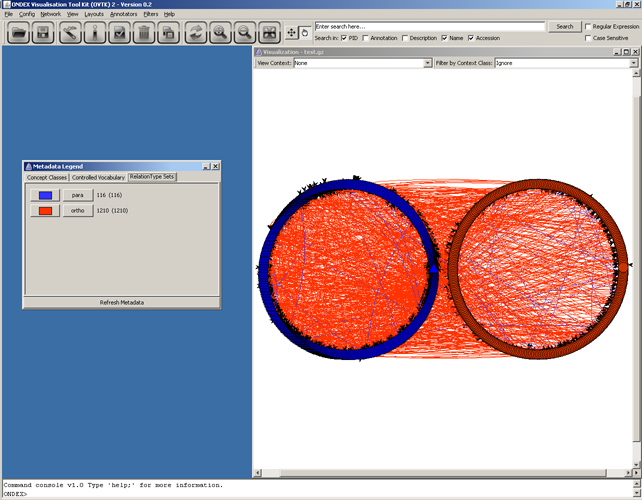 ONDEX Visualisation Tool Kit (OVTK) 2 - Version 0.2
File Config Network View Layouts Annotators Filters Help
Enter search here...
Search
Regular Expression
Search in: PID Annotation Description Name Accession
Case Sensitive
Visualization - test.gz
View Context: None
Filter by Context Class: Ignore
Metadata Legend
Concept Classes Controlled Vocabulary RelationType Sets
para 116 (116)
ortho 1210 (1210)
Refresh Metadata
Command console v1.0 Type 'help;' for more information.
ONDEX>